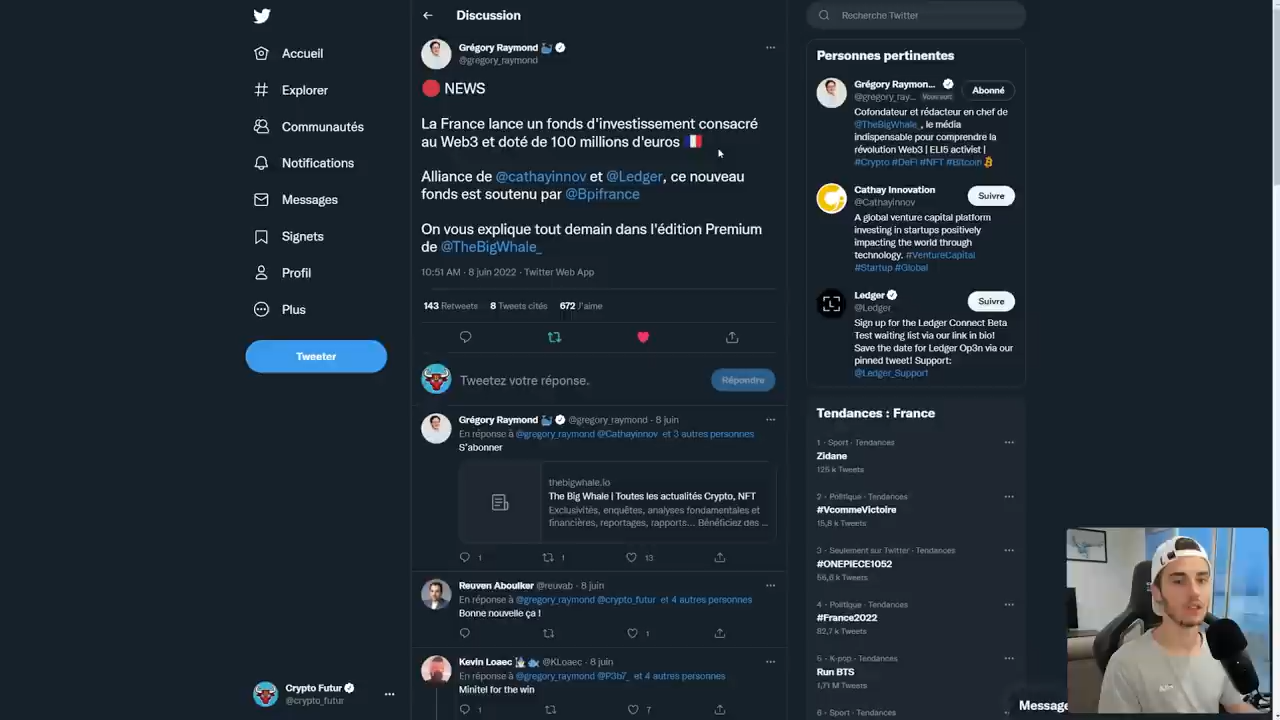 Accueil
Explorer
Communautés
Notifications
Messages
Signets
Profil
Plus
Tweeter
Crypto Futur
@crypto_futur
Discussion
Grégory Raymond
@gregory_raymond
NEWS
La France lance un fonds d'investissement consacré
au Web3 et doté de 100 millions d'euros
Alliance de @cathayinnov et @Ledger, ce nouveau
fonds est soutenu par @Bpifrance
On vous explique tout demain dans l'édition Premium
de @TheBigWhale_
10:51 AM · 8 juin 2022 · Twitter Web App
143 Retweets 8 Tweets cités 672 J'aime
Tweetez votre réponse.
Répondre
Grégory Raymond @gregory_raymond · 8 juin
En réponse à @gregory_raymond @Cathayinnov et 3 autres personnes
S'abonner
thebigwhale.io
The Big Whale | Toutes les actualités Crypto, NFT
Exclusivités, enquêtes, analyses fondamentales et
financières, reportages, rapports... Bénéficiez des ...
1 1 13
Reuven Aboulker @reuvab · 8 juin
En réponse à @gregory_raymond @crypto_futur et 4 autres personnes
Bonne nouvelle ça !
1
Kevin Loaec @KLoaec · 8 juin
En réponse à @gregory_raymond @P3b7_ et 4 autres personnes
Minitel for the win
1 7
Recherche Twitter
Personnes pertinentes
Grégory Raymon...
@gregory_ray... Vous suit
Abonné
Cofondateur et rédacteur en chef de
@TheBigWhale_, le média
indispensable pour comprendre la
révolution Web3 | ELI5 activist |
#Crypto #DeFi #NFT #Bitcoin
Cathay Innovation
@Cathayinnov
Suivre
A global venture capital platform
investing in startups positively
impacting the world through
technology. #VentureCapital
#Startup #Global
Ledger
@Ledger
Suivre
Sign up for the Ledger Connect Beta
Test waiting list via our link in bio!
Save the date for Ledger Op3n via our
pinned tweet! Support:
@Ledger_Support
Tendances : France
1 · Sport · Tendances
Zidane
125 k Tweets
2 · Politique · Tendances
#VcommeVictoire
15,8 k Tweets
3 · Seulement sur Twitter · Tendances
#ONEPIECE1052
56,6 k Tweets
4 · Politique · Tendances
#France2022
82,7 k Tweets
5 · K-pop · Tendances
Run BTS
1,71 M Tweets
6 · Sport · Tendances
Message